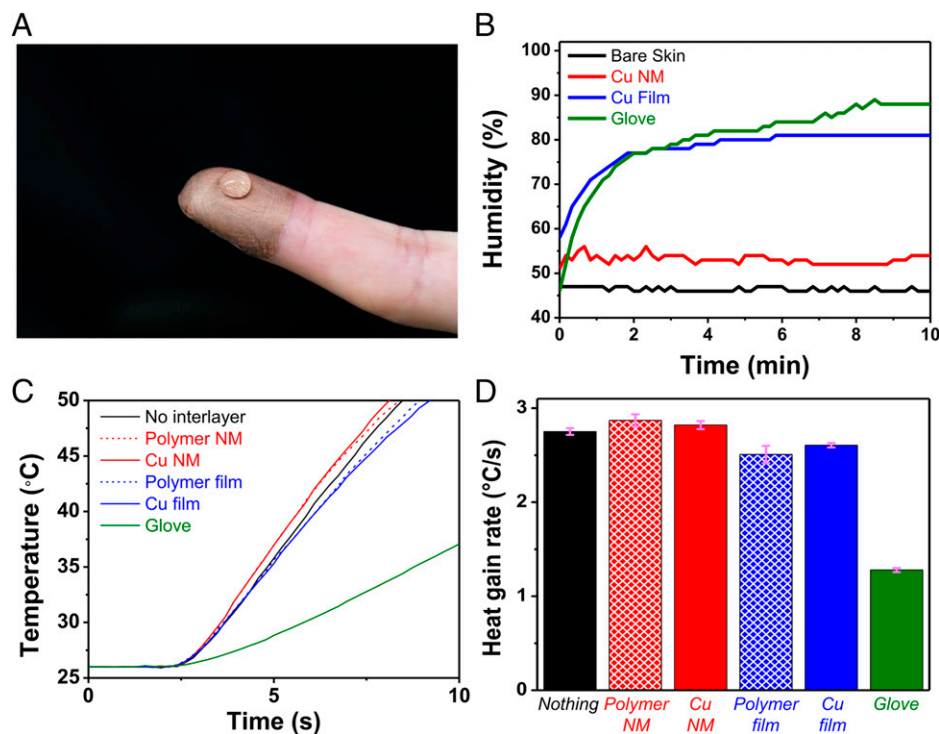 A
B
Humidity (%)
100
90
80
70
60
50
40
Bare Skin
Cu NM
Cu Film
Glove
0
2
4
6
8
10
Time (min)
C
Temperature (°C)
50
45
40
35
30
25
No interlayer
Polymer NM
Cu NM
Polymer film
Cu film
Glove
0
5
10
Time (s)
D
Heat gain rate (°C/s)
3
2
1
0
Nothing
Polymer
NM
Cu
NM
Polymer
film
Cu
film
Glove